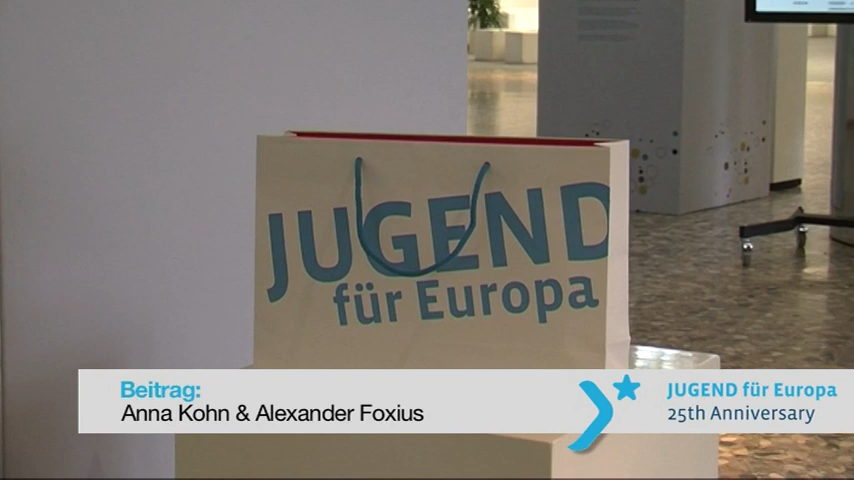 JUGEND
für Europa
Beitrag:
Anna Kohn & Alexander Foxius
JUGEND für Europa
25th Anniversary